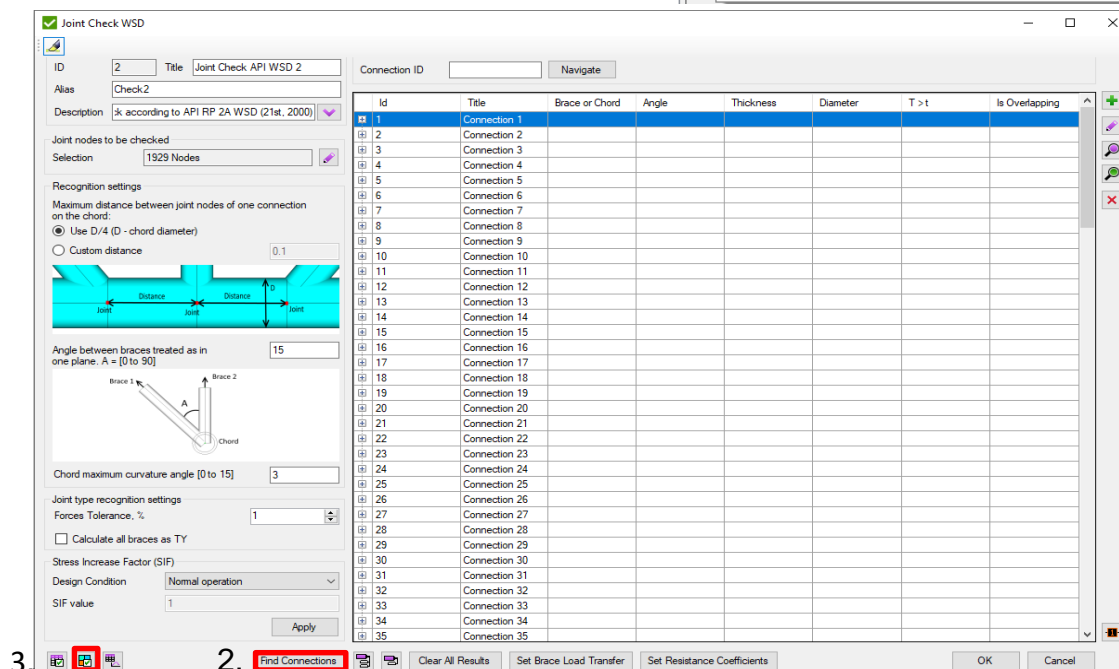 Joint Check WSD
ID 2 Title Joint Check API WSD 2
Alias Check2
Description :k according to API RP 2A WSD (21st, 2000)
Joint nodes to be checked
Selection 1929 Nodes
Recognition settings
Maximum distance between joint nodes of one connection
on the chord:
Use D/4 (D - chord diameter)
Custom distance 0.1
D
Distance Distance
Joint Joint Joint
Angle between braces treated as in
one plane. A = [0 to 90] 15
Brace 1 Brace 2
A
Chord
Chord maximum curvature angle [0 to 15] 3
Joint type recognition settings
Forces Tolerance, % 1
Calculate all braces as TY
Stress Increase Factor (SIF)
Design Condition Normal operation
SIF value 1
Apply
Connection ID Navigate
Id Title Brace or Chord Angle Thickness Diameter T > t Is Overlapping
1 Connection 1
2 Connection 2
3 Connection 3
4 Connection 4
5 Connection 5
6 Connection 6
7 Connection 7
8 Connection 8
9 Connection 9
10 Connection 10
11 Connection 11
12 Connection 12
13 Connection 13
14 Connection 14
15 Connection 15
16 Connection 16
17 Connection 17
18 Connection 18
19 Connection 19
20 Connection 20
21 Connection 21
22 Connection 22
23 Connection 23
24 Connection 24
25 Connection 25
26 Connection 26
27 Connection 27
28 Connection 28
29 Connection 29
30 Connection 30
31 Connection 31
32 Connection 32
33 Connection 33
34 Connection 34
35 Connection 35
3. 2. Find Connections Clear All Results Set Brace Load Transfer Set Resistance Coefficients OK Cancel